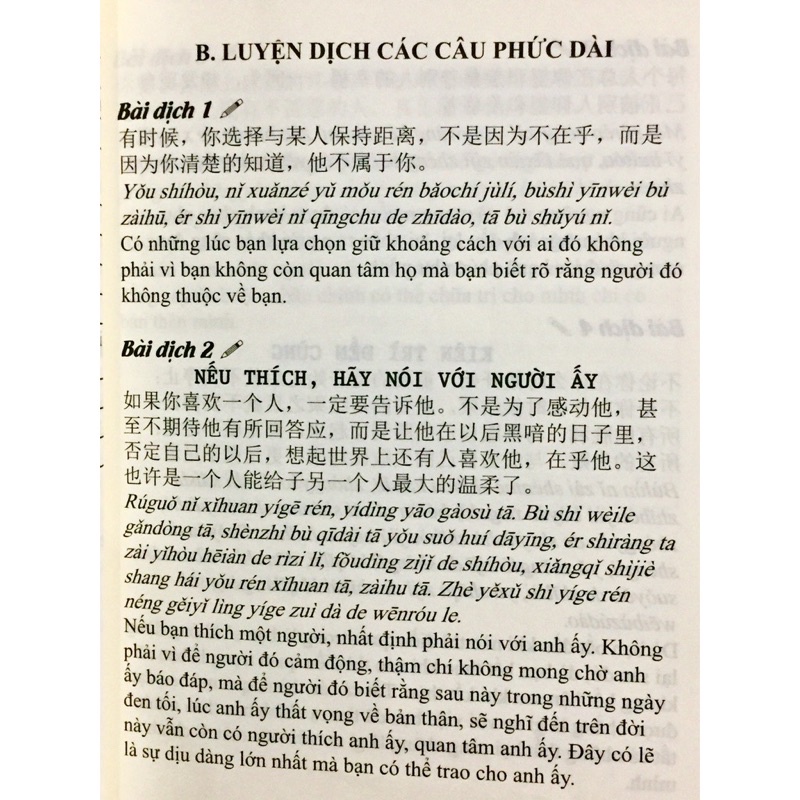 B. LUYỆN DỊCH CÁC CÂU PHỨC DÀI
Bài dịch 1
有时候，你选择与某人保持距离，不是因为不在乎，而是
因为你清楚的知道，他不属于你。
Yǒu shíhòu, nǐ xuǎnzé yǔ mǒu rén bǎochí jùlí, bùshì yīnwèi bù
zàihū, ér shì yīnwèi nǐ qīngchu de zhīdào, tā bù shǔyú nǐ.
Có những lúc bạn lựa chọn giữ khoảng cách với ai đó không
phải vì bạn không còn quan tâm họ mà bạn biết rõ rằng người đó
không thuộc về bạn.
Bài dịch 2
NẾU THÍCH, HÃY NÓI VỚI NGƯỜI ẤY
如果你喜欢一个人，一定要告诉他。不是为了感动他，甚
至不期待他有所回答应，而是让他在以后黑暗的日子里，
否定自己的以后，想起世界上还有人喜欢他，在乎他。这
也许是一个人能给子另一个人最大的温柔了。
Rúguǒ nǐ xǐhuan yígē rén, yídìng yāo gàosù tā. Bù shì wèile
gǎndòng tā, shènzhì bù qīdài tā yǒu suǒ huí dāyīng, ér shìràng ta
zài yìhòu hēiàn de rìzi lǐ, fǒudìng zìjǐ de shíhòu, xiǎngqǐ shìjiè
shang hái yǒu rén xǐhuan tā, zàihu tā. Zhè yěxǔ shì yíge rén
néng gěiyǐ lìng yíge zuì dà de wēnróu le.
Nếu bạn thích một người, nhất định phải nói với anh ấy. Không
phải vì để người đó cảm động, thậm chí không mong chờ anh
ấy báo đáp, mà để người đó biết rằng sau này trong những ngày
đen tối, lúc anh ấy thất vọng về bản thân, sẽ nghĩ đến trên đời
này vẫn còn có người thích anh ấy, quan tâm anh ấy. Đây có lẽ
là sự dịu dàng lớn nhất mà bạn có thể trao cho anh ấy.